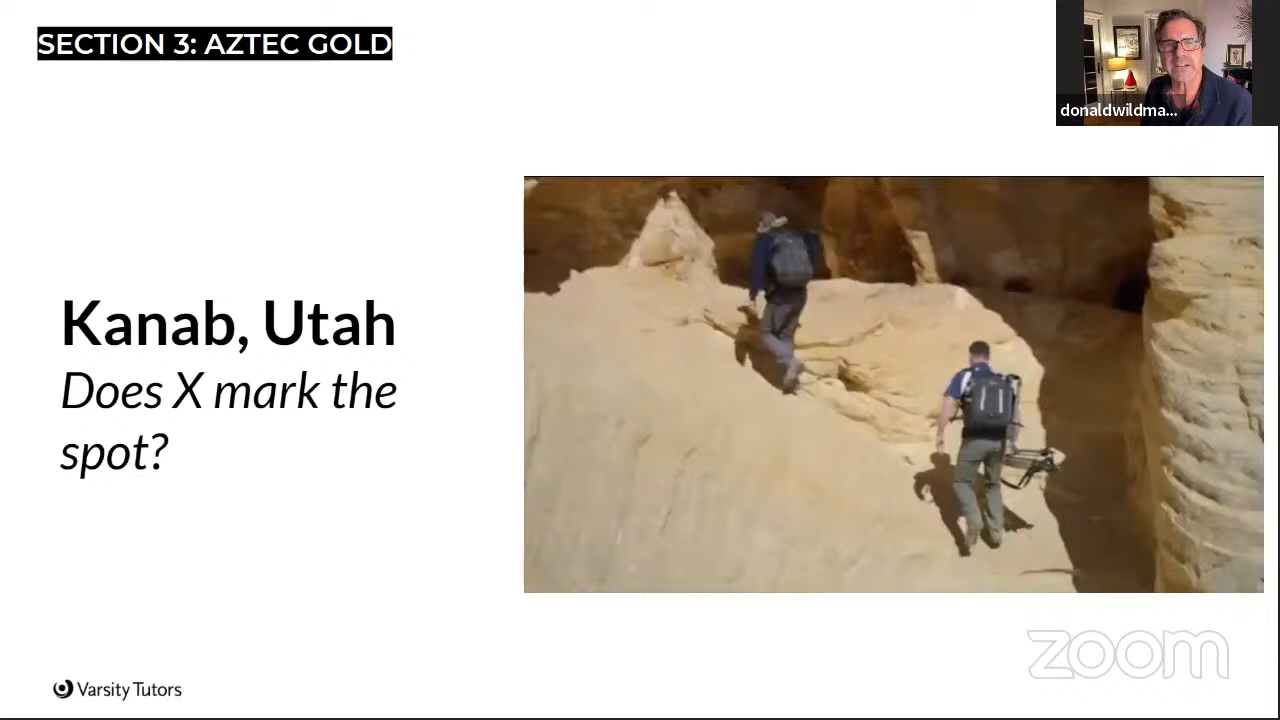 SECTION 3: AZTEC GOLD
donaldwildma...
Kanab, Utah
Does X mark the
spot?
zoom
Varsity Tutors